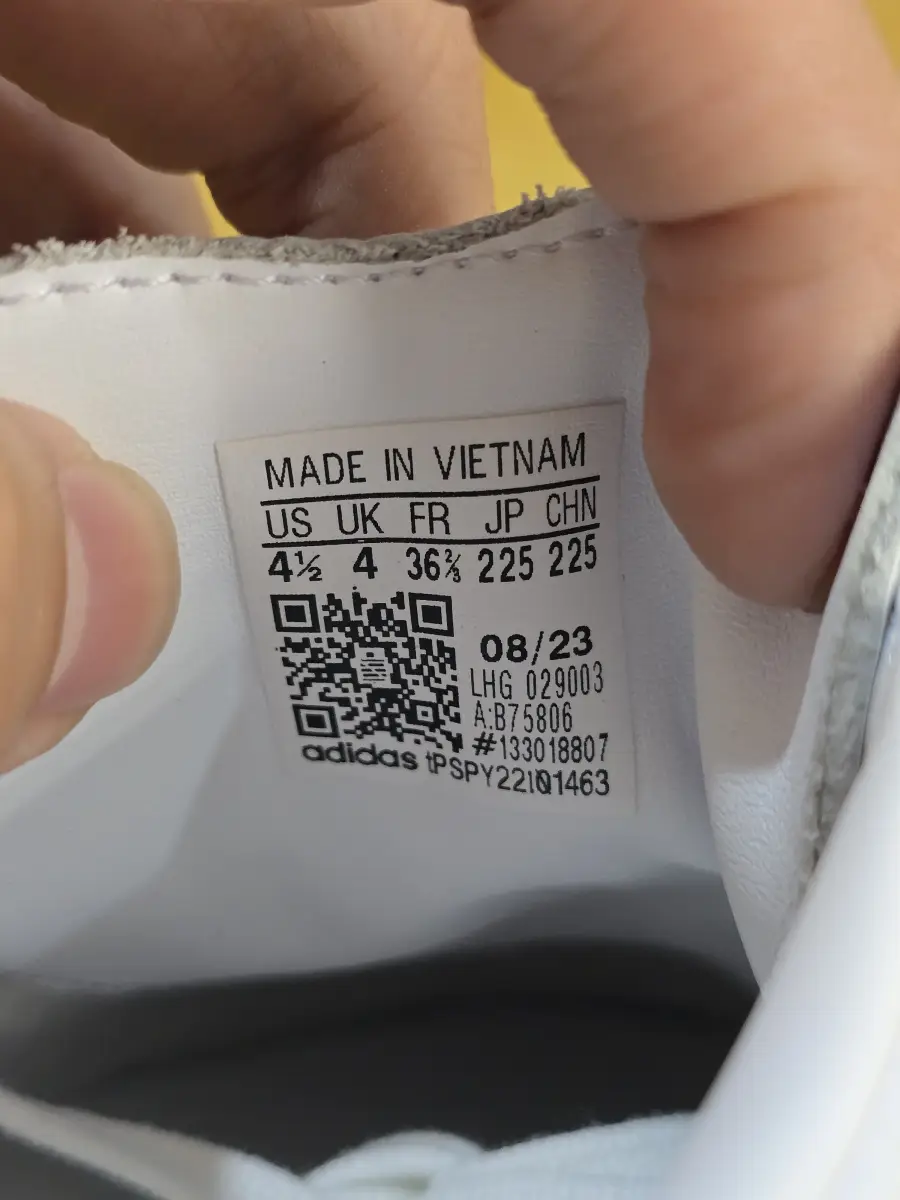 MADE IN VIETNAM
US UK FR JP CHN
4½ 4 36⅔ 225 225
08/23
LHG 029003
A:B75806
#133018807
adidas tPSPY22IQ1463